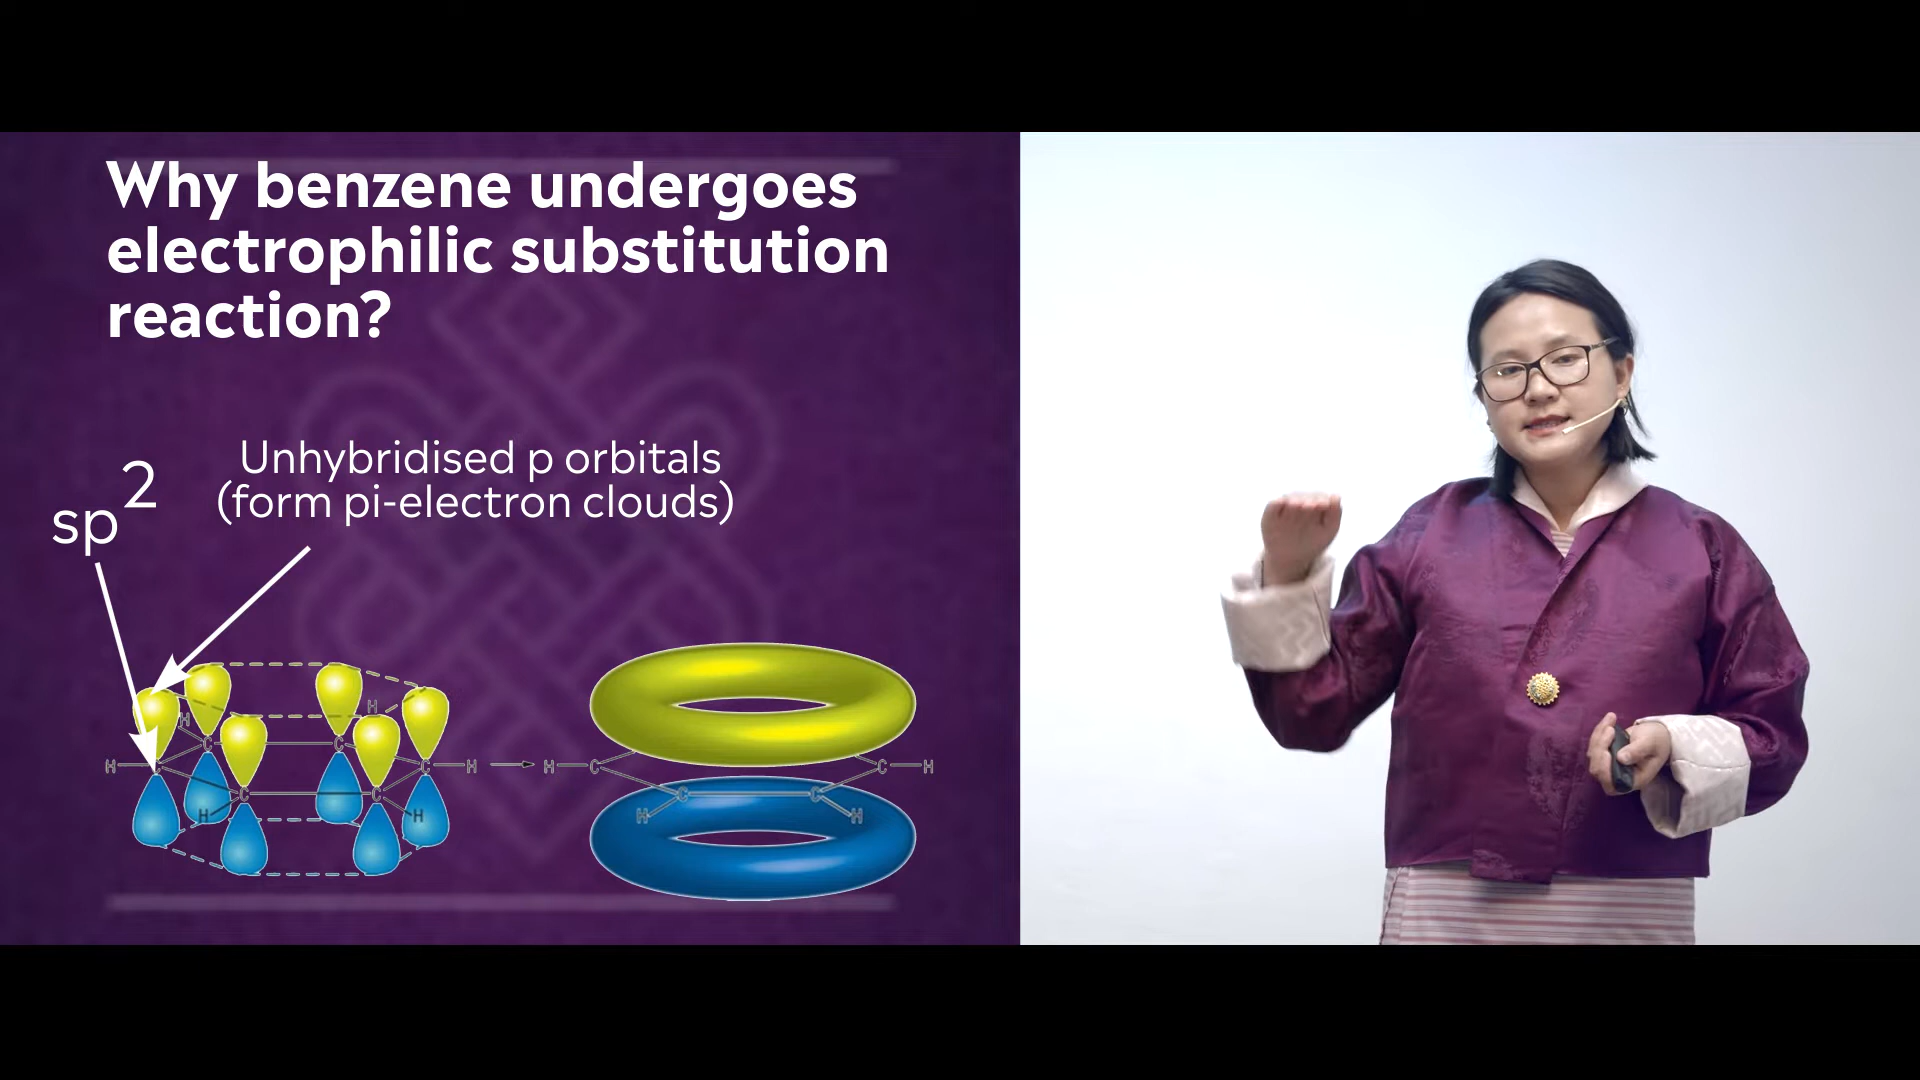 Why benzene undergoes
electrophilic substitution
reaction?
sp²
Unhybridised p orbitals
(form pi-electron clouds)
H
H
H C C C C C C H
H
H
H C C H
C C
H H